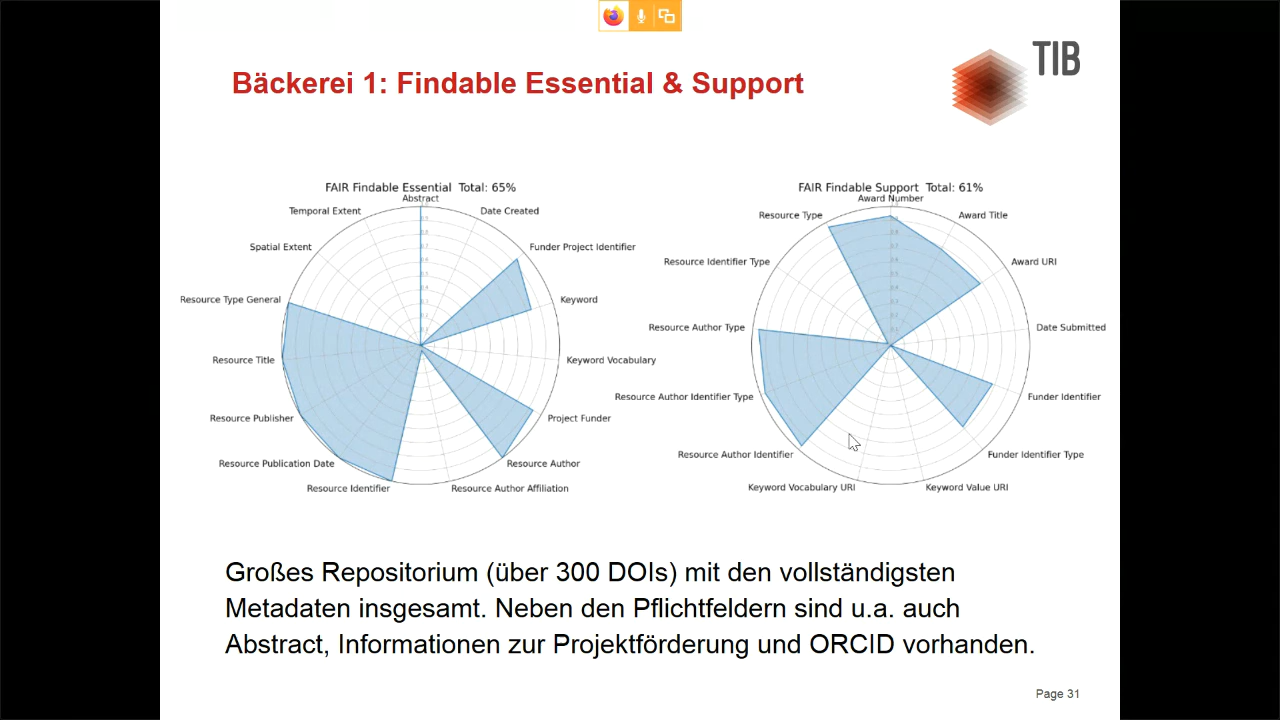 Bäckerei 1: Findable Essential & Support
TIB
FAIR Findable Essential Total: 65%
Abstract
Date Created
Funder Project Identifier
Keyword
Keyword Vocabulary
Project Funder
Resource Author
Resource Author Affiliation
Resource Identifier
Resource Publication Date
Resource Publisher
Resource Title
Resource Type General
Spatial Extent
Temporal Extent
FAIR Findable Support Total: 61%
Award Number
Award Title
Award URI
Date Submitted
Funder Identifier
Funder Identifier Type
Keyword Value URI
Keyword Vocabulary URI
Resource Author Identifier
Resource Author Identifier Type
Resource Author Type
Resource Identifier Type
Resource Type
Großes Repositorium (über 300 DOIs) mit den vollständigsten
Metadaten insgesamt. Neben den Pflichtfeldern sind u.a. auch
Abstract, Informationen zur Projektförderung und ORCID vorhanden.
Page 31